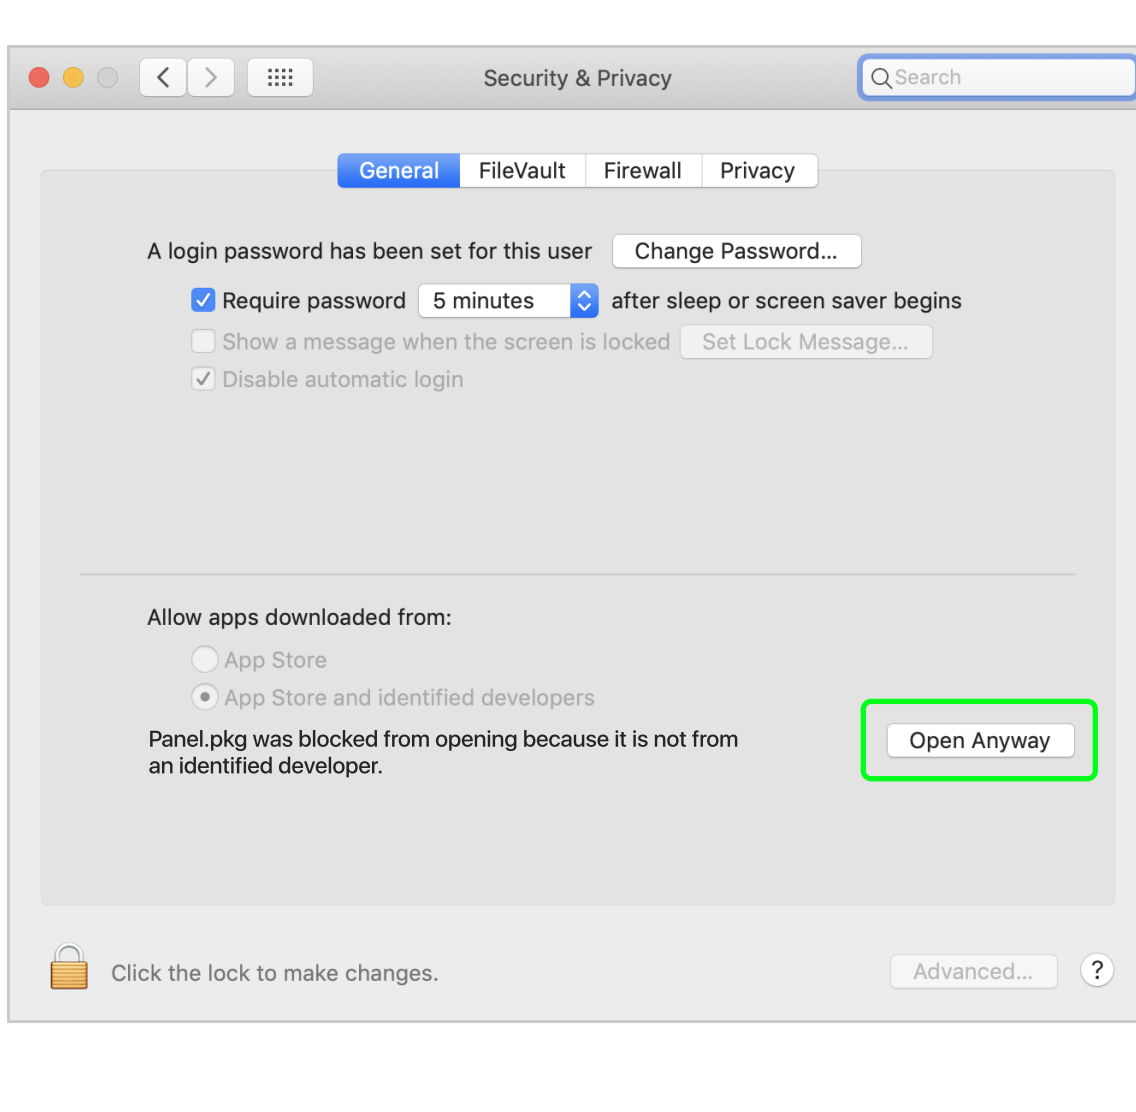 Security & Privacy
Search
General FileVault Firewall Privacy
A login password has been set for this user Change Password...
Require password 5 minutes after sleep or screen saver begins
Show a message when the screen is locked Set Lock Message...
Disable automatic login
Allow apps downloaded from:
App Store
App Store and identified developers
Panel.pkg was blocked from opening because it is not from Open Anyway
an identified developer.
Click the lock to make changes. Advanced... ?